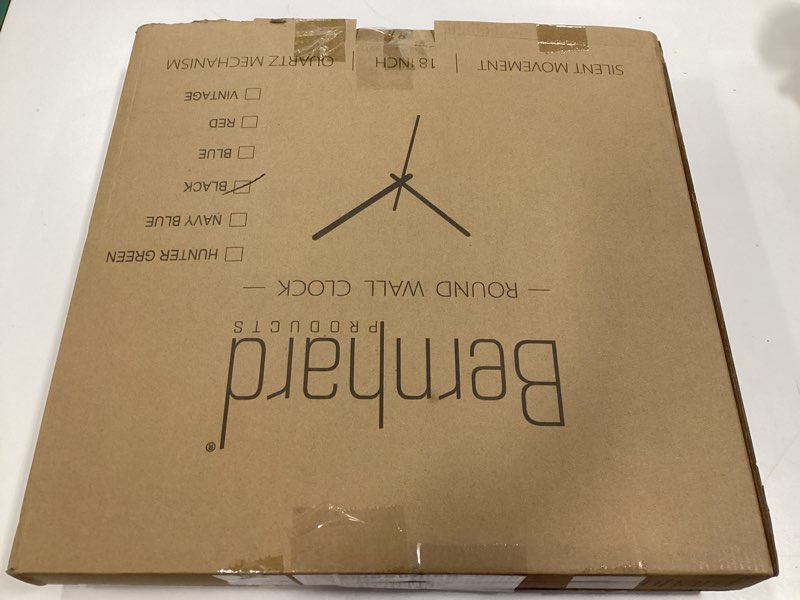 Bernhard®
PRODUCTS
— ROUND WALL CLOCK —
HUNTER GREEN
NAVY BLUE
BLACK
BLUE
RED
VINTAGE
SILENT MOVEMENT | 18 INCH | QUARTZ MECHANISM